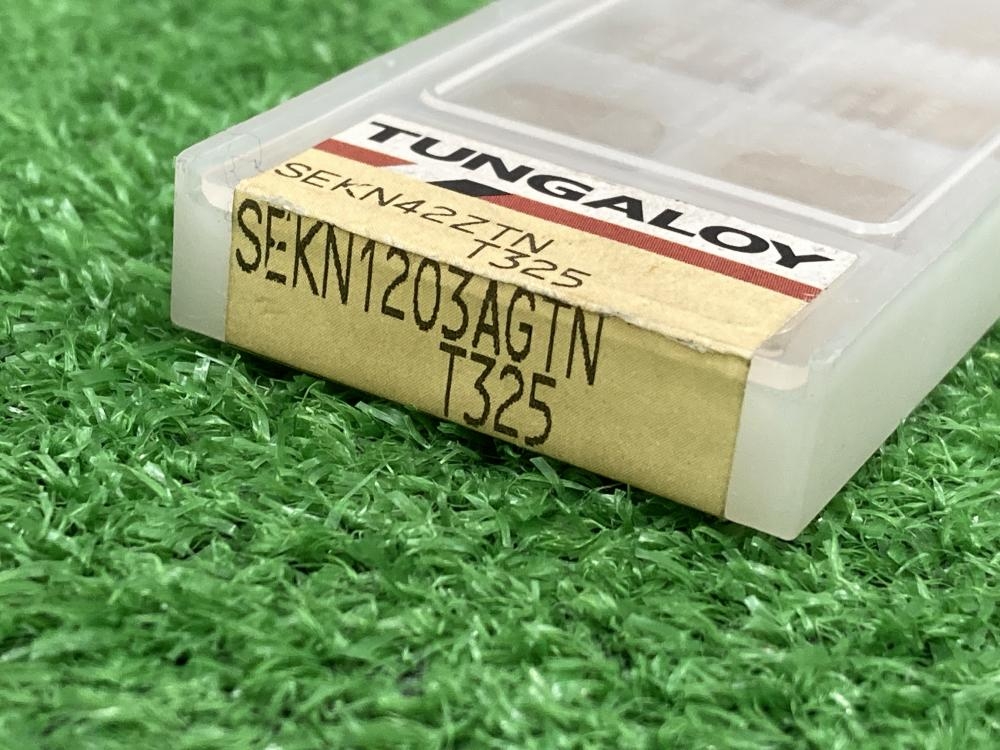 TUNGALOY
SEKN42ZTN
T325
SEKN1203AGTN
T325